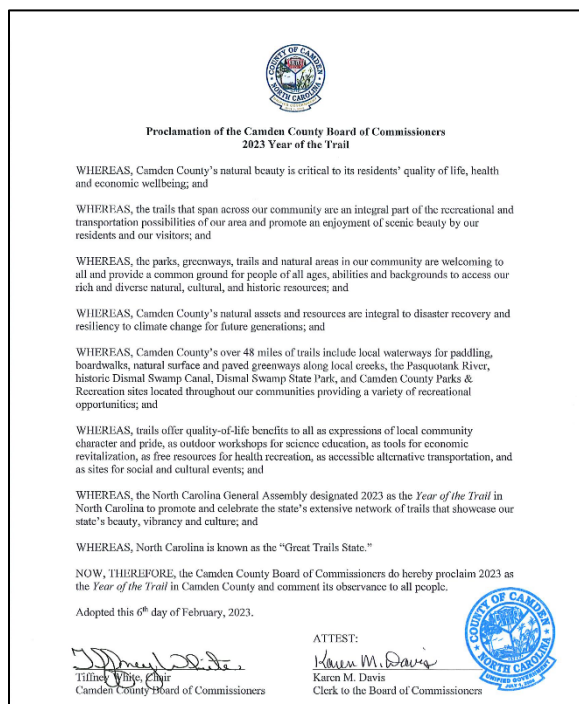 COUNTY OF CAMDEN
NORTH CAROLINA
Proclamation of the Camden County Board of Commissioners
2023 Year of the Trail
WHEREAS, Camden County's natural beauty is critical to its residents' quality of life, health
and economic wellbeing; and
WHEREAS, the trails that span across our community are an integral part of the recreational and
transportation possibilities of our area and promote an enjoyment of scenic beauty by our
residents and our visitors; and
WHEREAS, the parks, greenways, trails and natural areas in our community are welcoming to
all and provide a common ground for people of all ages, abilities and backgrounds to access our
rich and diverse natural, cultural, and historic resources; and
WHEREAS, Camden County's natural assets and resources are integral to disaster recovery and
resiliency to climate change for future generations; and
WHEREAS, Camden County's over 48 miles of trails include local waterways for paddling,
boardwalks, natural surface and paved greenways along local creeks, the Pasquotank River,
historic Dismal Swamp Canal, Dismal Swamp State Park, and Camden County Parks &
Recreation sites located throughout our communities providing a variety of recreational
opportunities; and
WHEREAS, trails offer quality-of-life benefits to all as expressions of local community
character and pride, as outdoor workshops for science education, as tools for economic
revitalization, as free resources for health recreation, as accessible alternative transportation, and
as sites for social and cultural events; and
WHEREAS, the North Carolina General Assembly designated 2023 as the Year of the Trail in
North Carolina to promote and celebrate the state's extensive network of trails that showcase our
state's beauty, vibrancy and culture; and
WHEREAS, North Carolina is known as the “Great Trails State.”
NOW, THEREFORE, the Camden County Board of Commissioners do hereby proclaim 2023 as
the Year of the Trail in Camden County and comment its observance to all people.
Adopted this 6th day of February, 2023.
ATTEST:
Tiffney White
Karen M. Davis
Tiffney White, Chair
Karen M. Davis
Camden County Board of Commissioners
Clerk to the Board of Commissioners
COUNTY OF CAMDEN
NORTH CAROLINA
UNIFIED GOVERNMENT